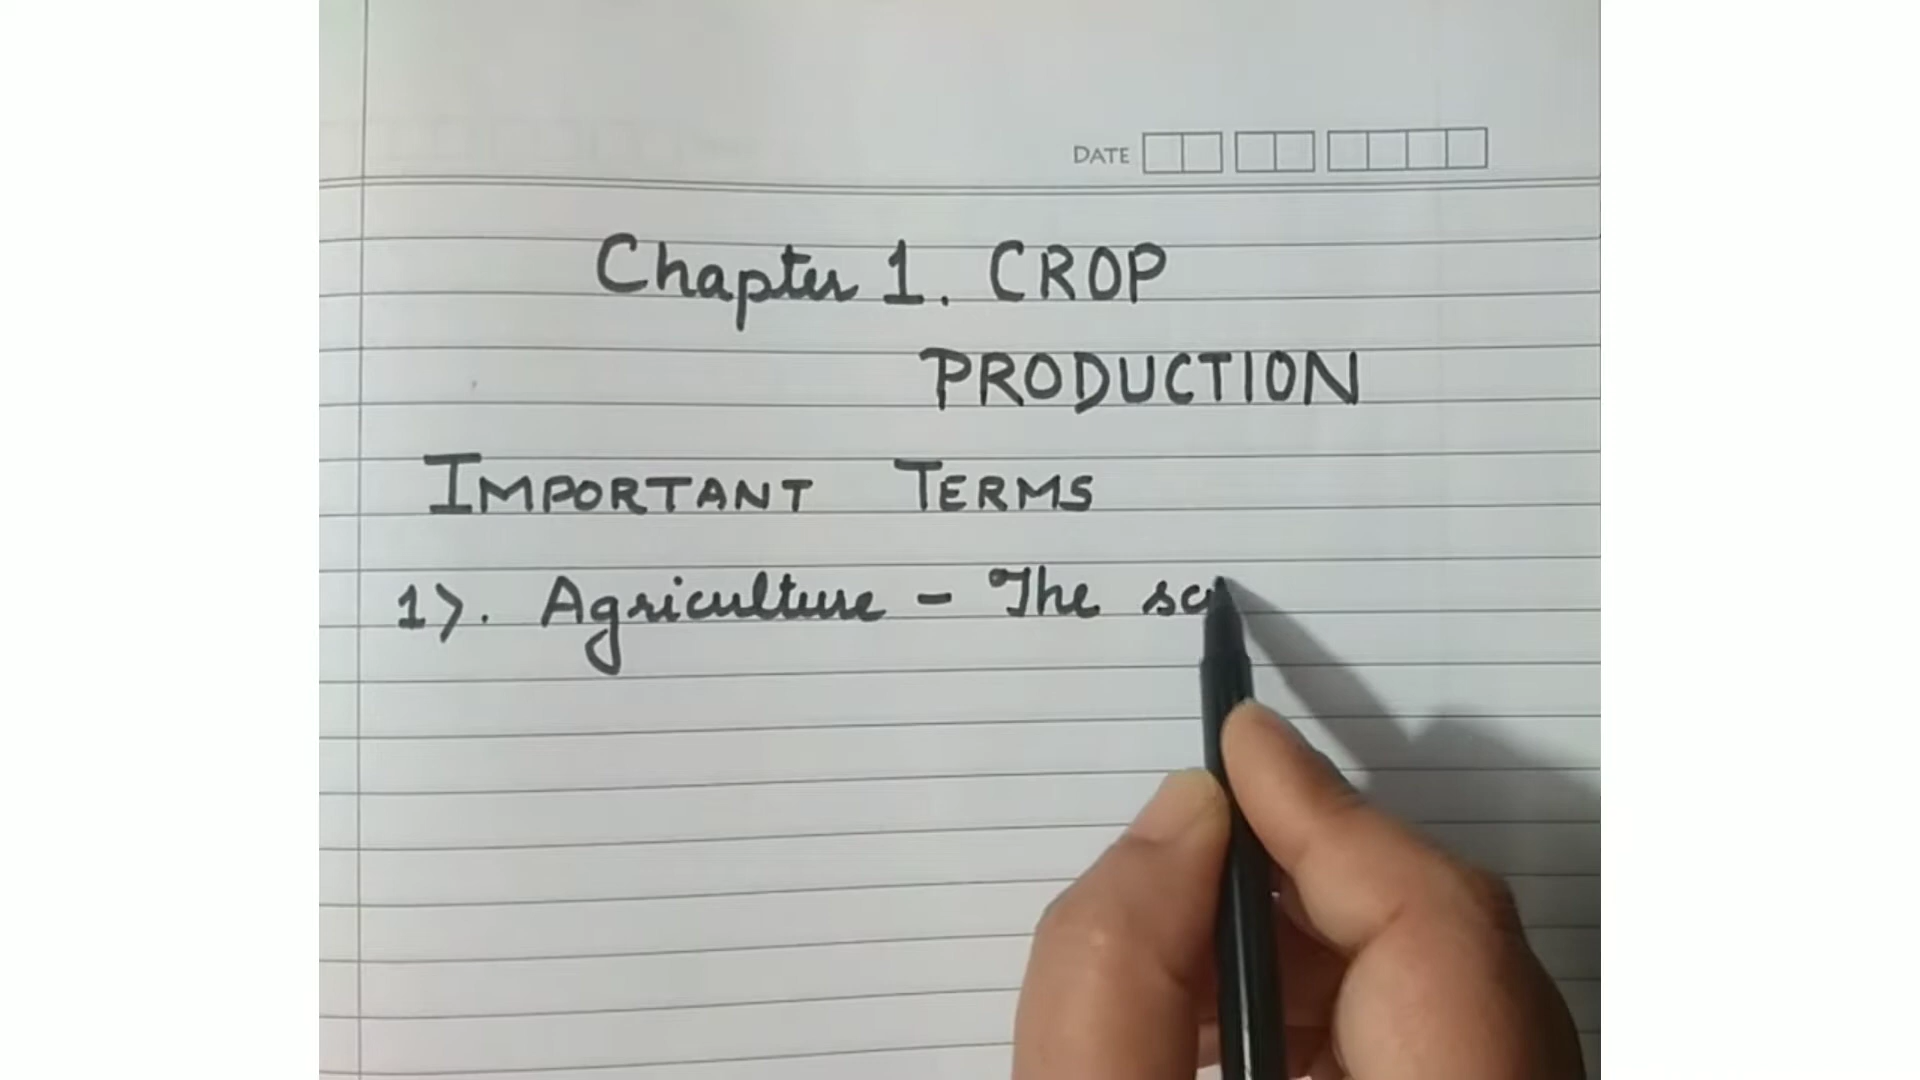 DATE
Chapter 1. CROP
PRODUCTION
IMPORTANT TERMS
1). Agriculture - The